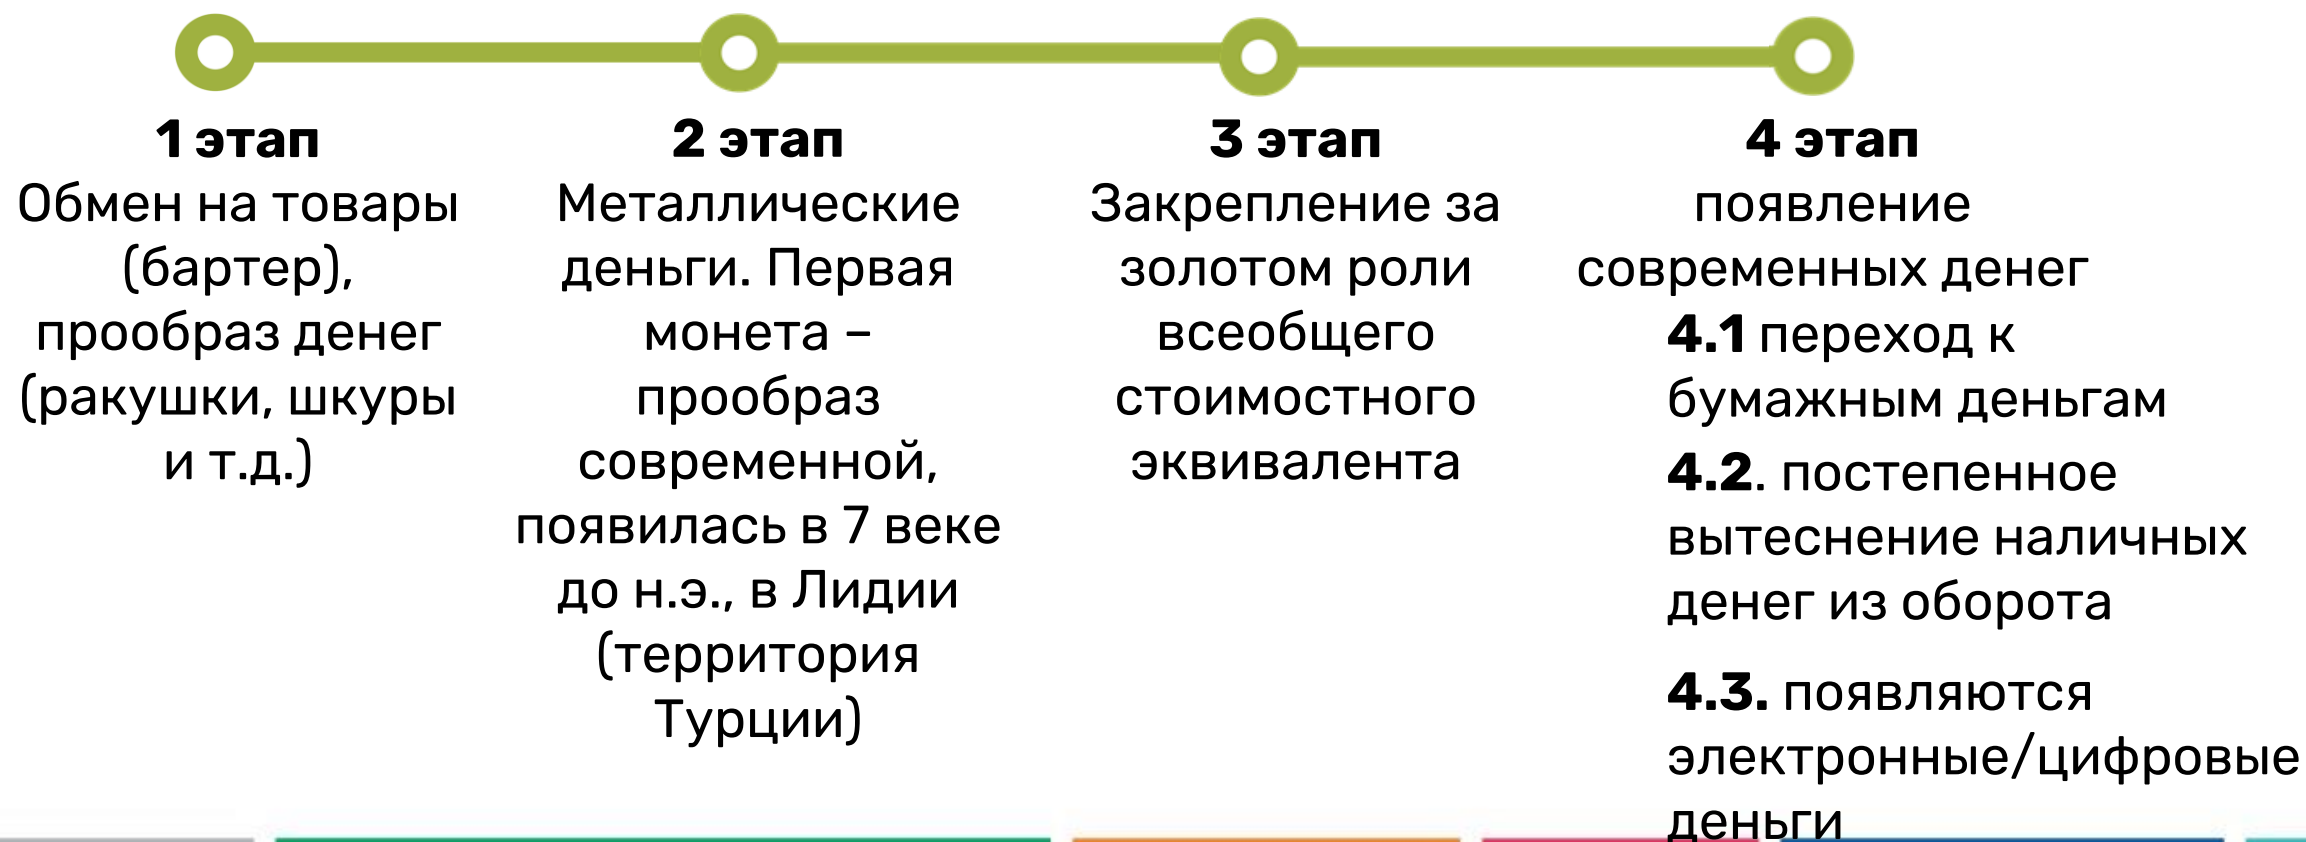 1 этап
Обмен на товары
(бартер),
прообраз денег
(ракушки, шкуры
и т.д.)
2 этап
Металлические
деньги. Первая
монета –
прообраз
современной,
появилась в 7 веке
до н.э., в Лидии
(территория
Турции)
3 этап
Закрепление за
золотом роли
всеобщего
стоимостного
эквивалента
4 этап
появление
современных денег
4.1 переход к
бумажным деньгам
4.2. постепенное
вытеснение наличных
денег из оборота
4.3. появляются
электронные/цифровые
деньги